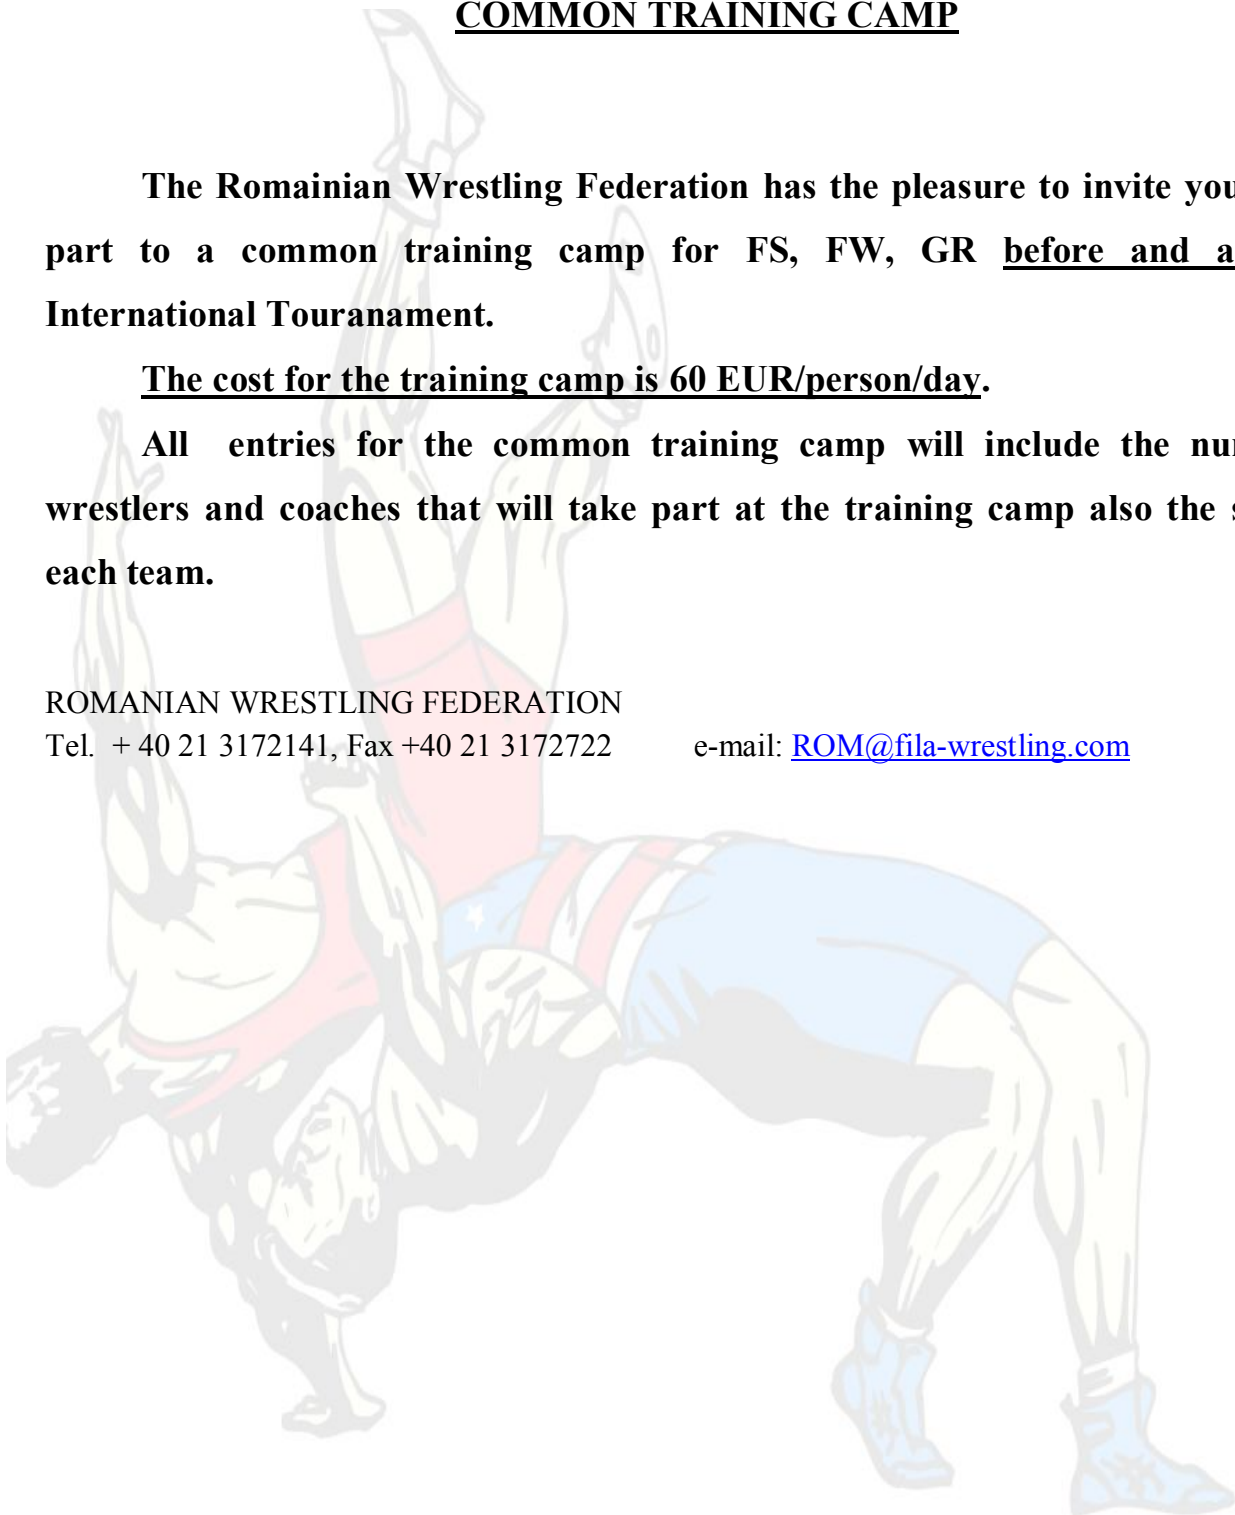 COMMON TRAINING CAMP
The Romainian Wrestling Federation has the pleasure to invite you
part to a common training camp for FS, FW, GR before and a
International Touranament.
The cost for the training camp is 60 EUR/person/day.
All entries for the common training camp will include the
wrestlers and coaches that will take part at the training camp also the
each team.
ROMANIAN WRESTLING FEDERATION
Tel. + 40 21 3172141, Fax +40 21 3172722 e-mail: ROM@fila-wrestling.com